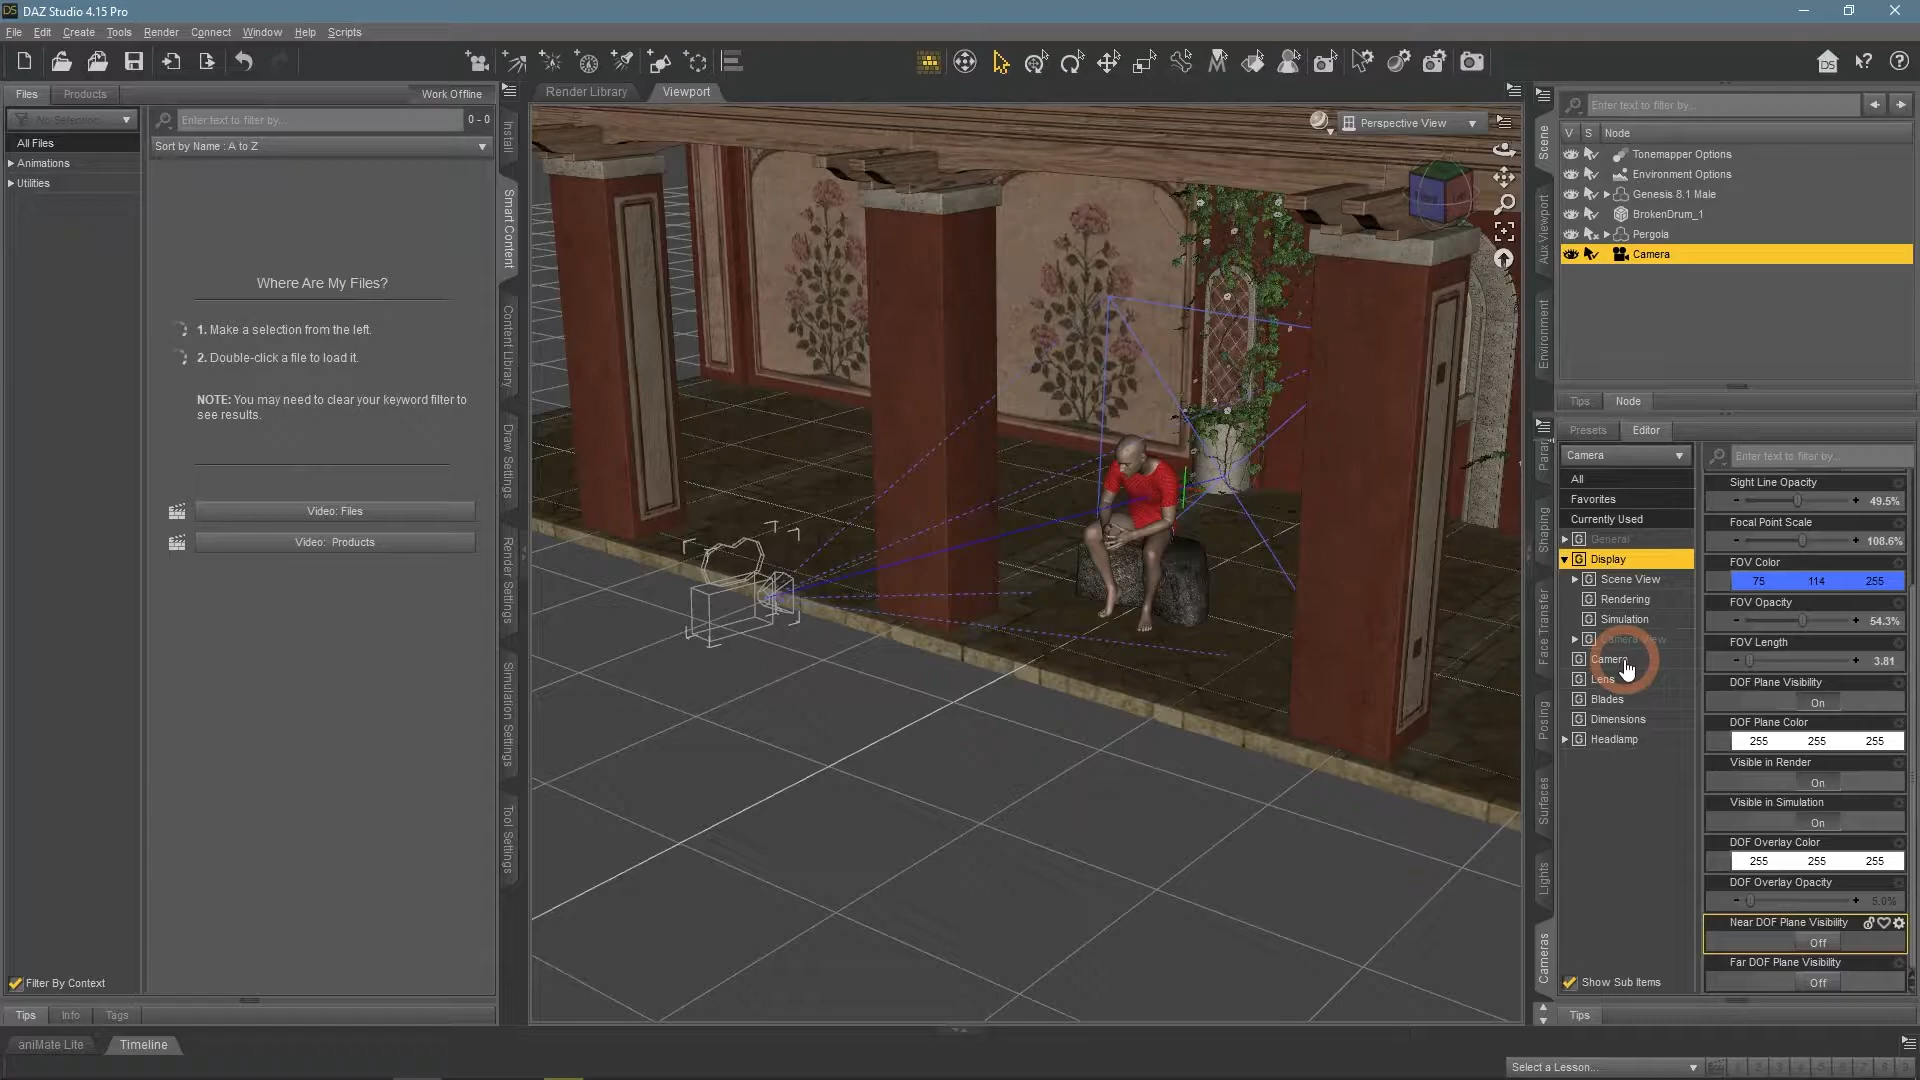 DAZ Studio 4.15 Pro
File Edit Create Tools Render Connect Window Help Scripts
Files Products Work Offline
No Selection...
Enter text to filter by... 0 - 0
All Files
Sort by Name : A to Z
Animations
Utilities
Where Are My Files?
1. Make a selection from the left.
2. Double-click a file to load it.
NOTE: You may need to clear your keyword filter to
see results.
Video: Files
Video: Products
Filter By Context
Tips Info Tags
aniMate Lite Timeline
Install
Smart Content
Content Library
Draw Settings
Render Settings
Simulation Settings
Tool Settings
Render Library Viewport
Perspective View
Scene
Aux Viewport
Environment
Enter text to filter by...
V S Node
Tonemapper Options
Environment Options
Genesis 8.1 Male
BrokenDrum_1
Pergola
Camera
Tips Node
Presets Editor
Param
Shaping
Face Transfer
Posing
Surfaces
Lights
Cameras
Camera
Enter text to filter by...
All
Favorites
Currently Used
General
Display
Scene View
Rendering
Simulation
Camera View
Camera
Lens
Blades
Dimensions
Headlamp
Sight Line Opacity
49.5%
Focal Point Scale
108.6%
FOV Color
75 114 255
FOV Opacity
54.3%
FOV Length
3.81
DOF Plane Visibility
On
DOF Plane Color
255 255 255
Visible in Render
On
Visible in Simulation
On
DOF Overlay Color
255 255 255
DOF Overlay Opacity
5.0%
Near DOF Plane Visibility
Off
Far DOF Plane Visibility
Off
Show Sub Items
Tips
Select a Lesson...